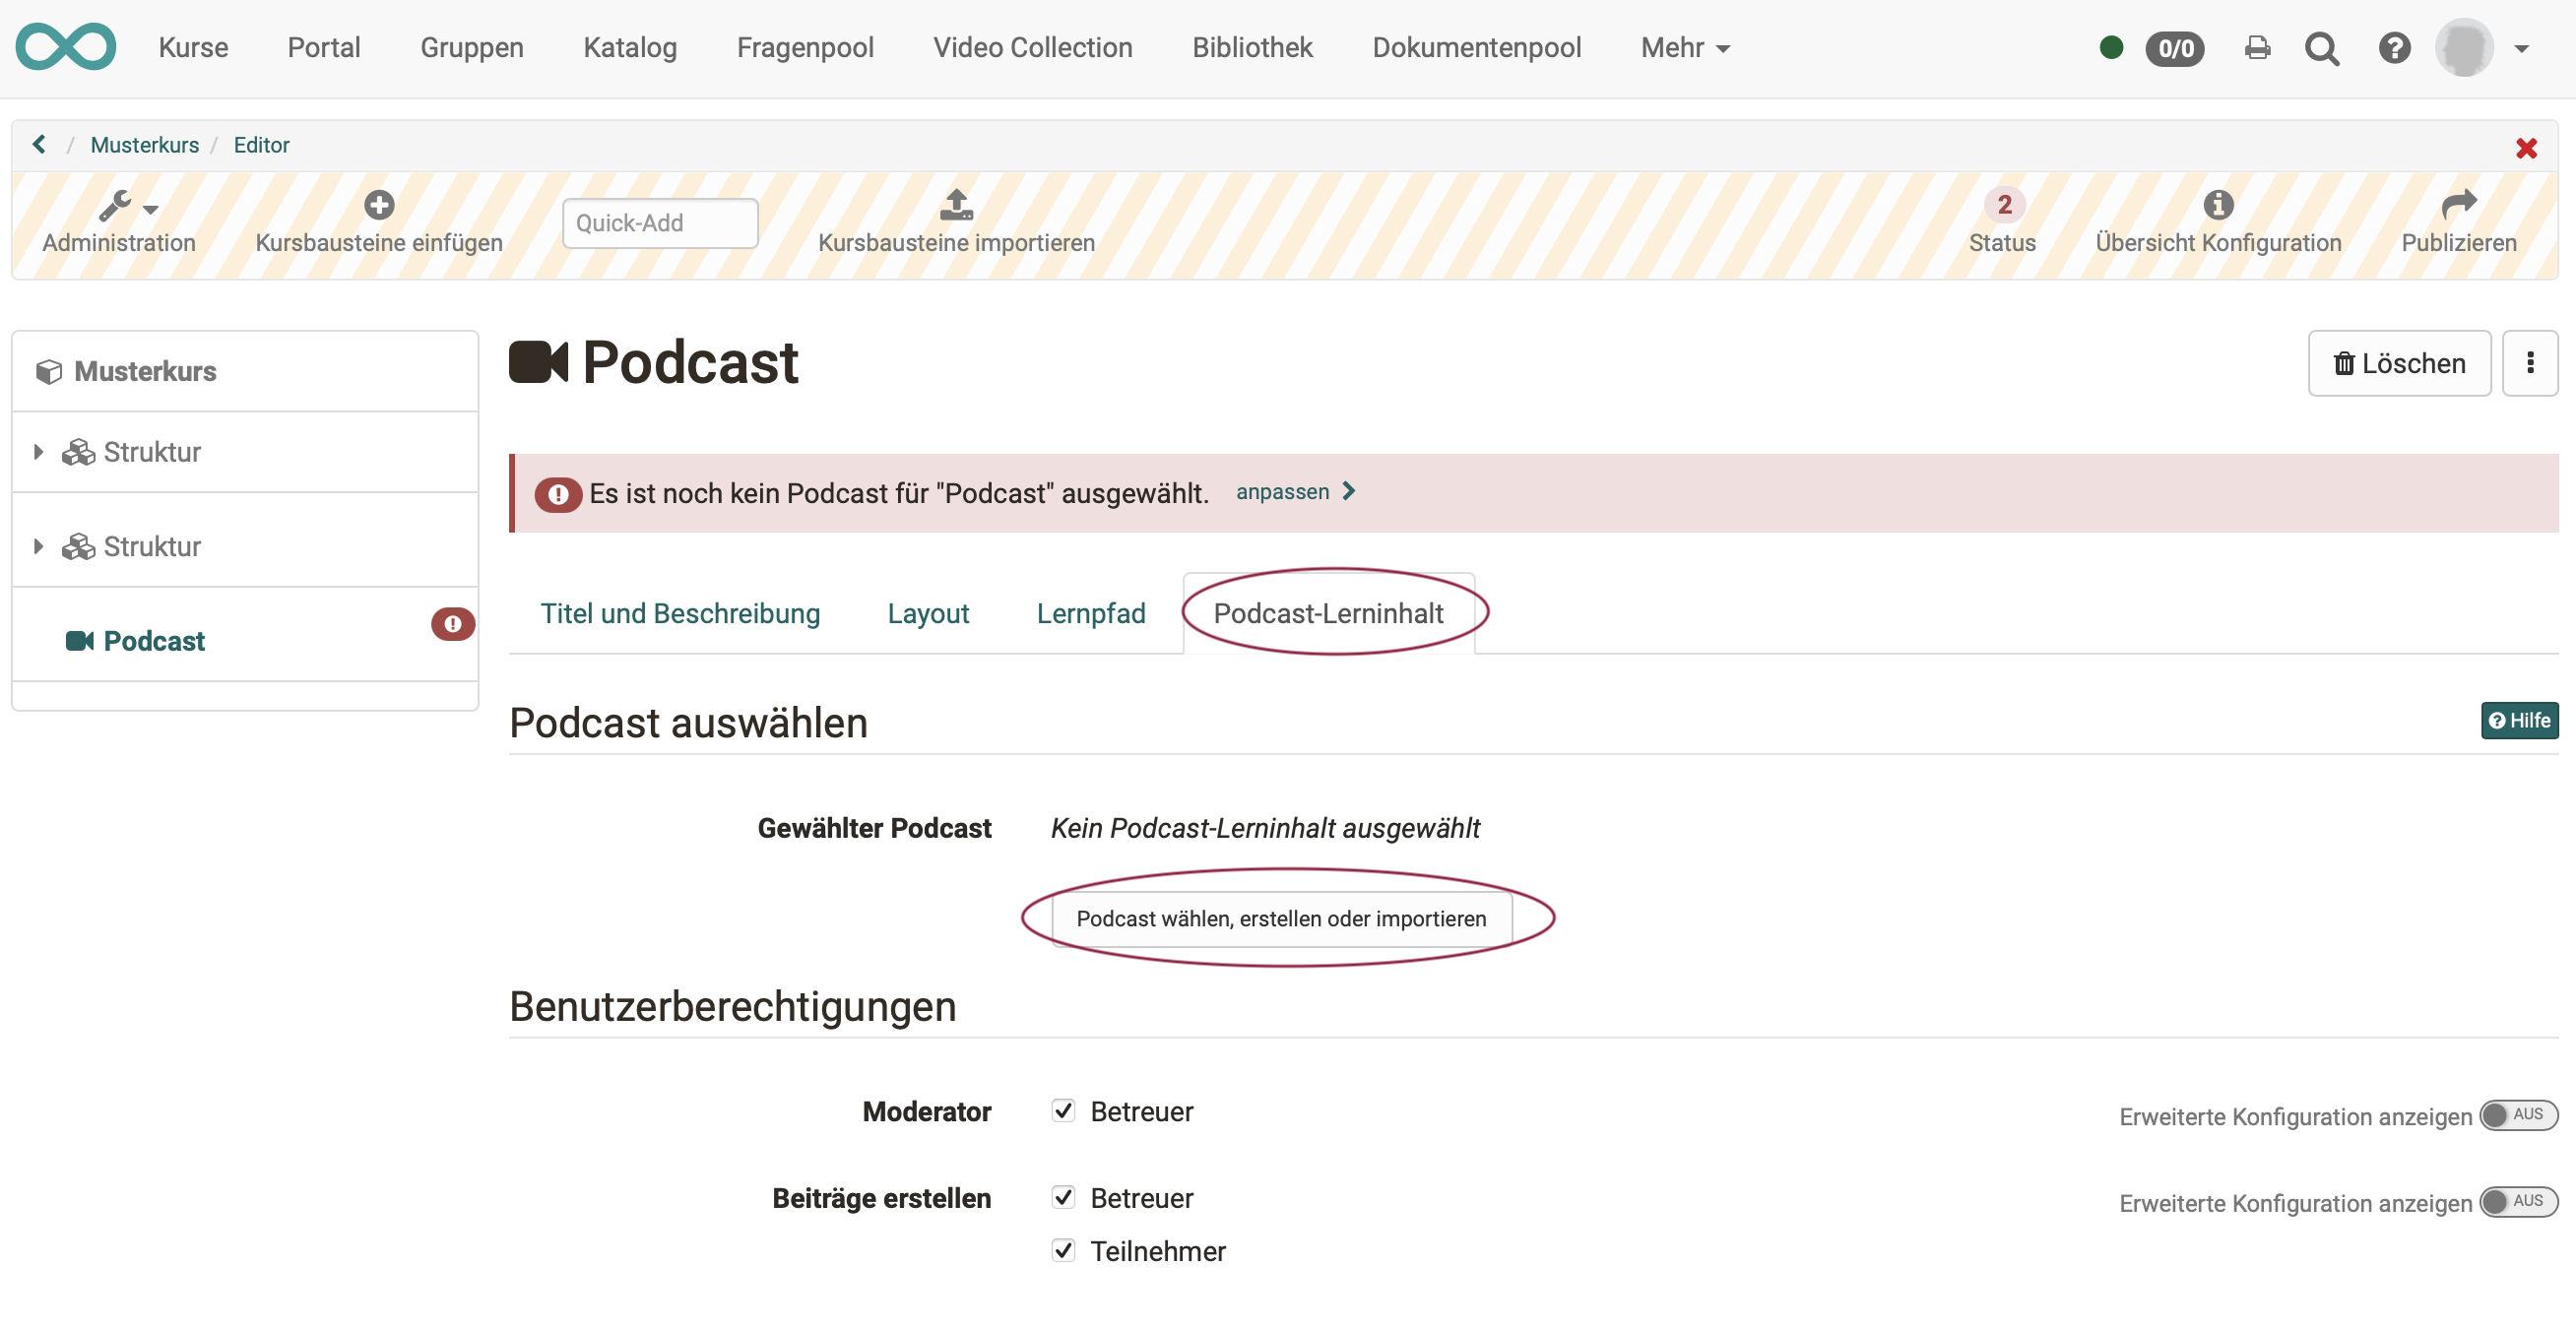 Kurse Portal Gruppen Katalog Fragenpool Video Collection Bibliothek Dokumentenpool Mehr 0/0
/ Musterkurs / Editor
Administration Kursbausteine einfügen Quick-Add Kursbausteine importieren 2 Status Übersicht Konfiguration Publizieren
Musterkurs
Struktur
Struktur
Podcast
Podcast
Löschen
Es ist noch kein Podcast für "Podcast" ausgewählt. anpassen
Titel und Beschreibung Layout Lernpfad Podcast-Lerninhalt
Podcast auswählen
Hilfe
Gewählter Podcast Kein Podcast-Lerninhalt ausgewählt
Podcast wählen, erstellen oder importieren
Benutzerberechtigungen
Moderator Betreuer Erweiterte Konfiguration anzeigen AUS
Beiträge erstellen Betreuer Erweiterte Konfiguration anzeigen AUS
Teilnehmer